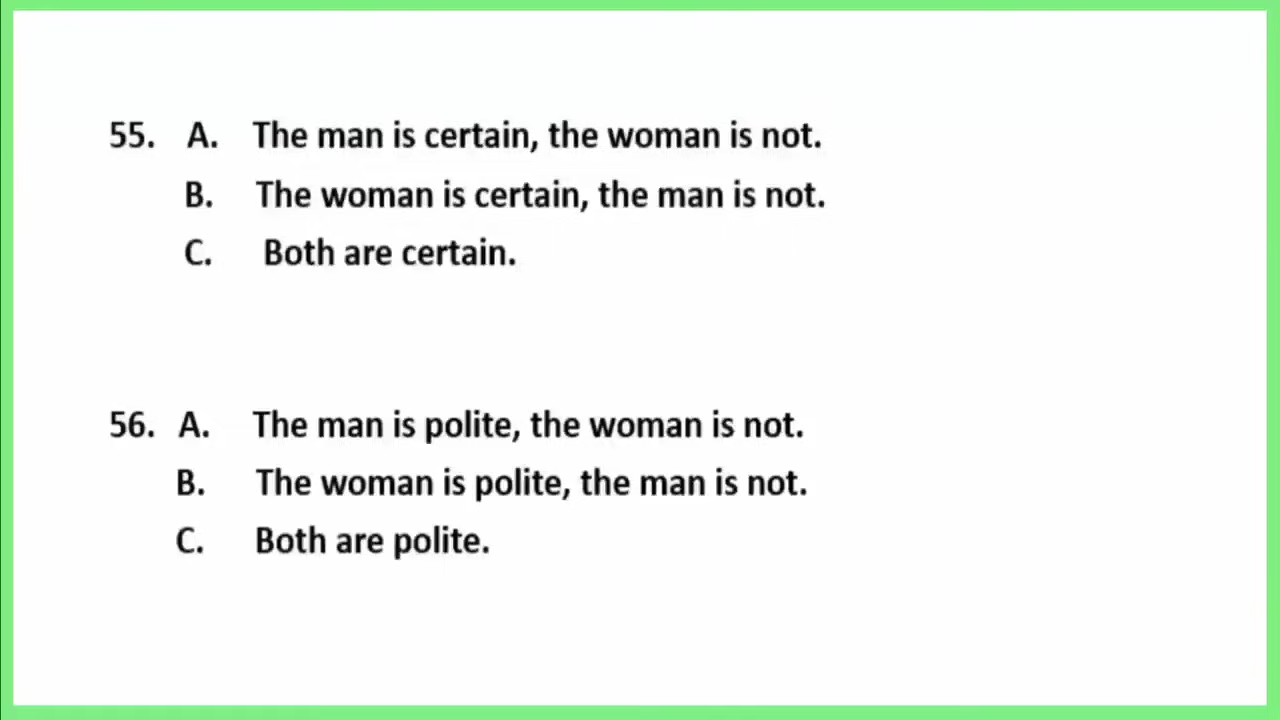 55. A. The man is certain, the woman is not.
B. The woman is certain, the man is not.
C. Both are certain.
56. A. The man is polite, the woman is not.
B. The woman is polite, the man is not.
C. Both are polite.